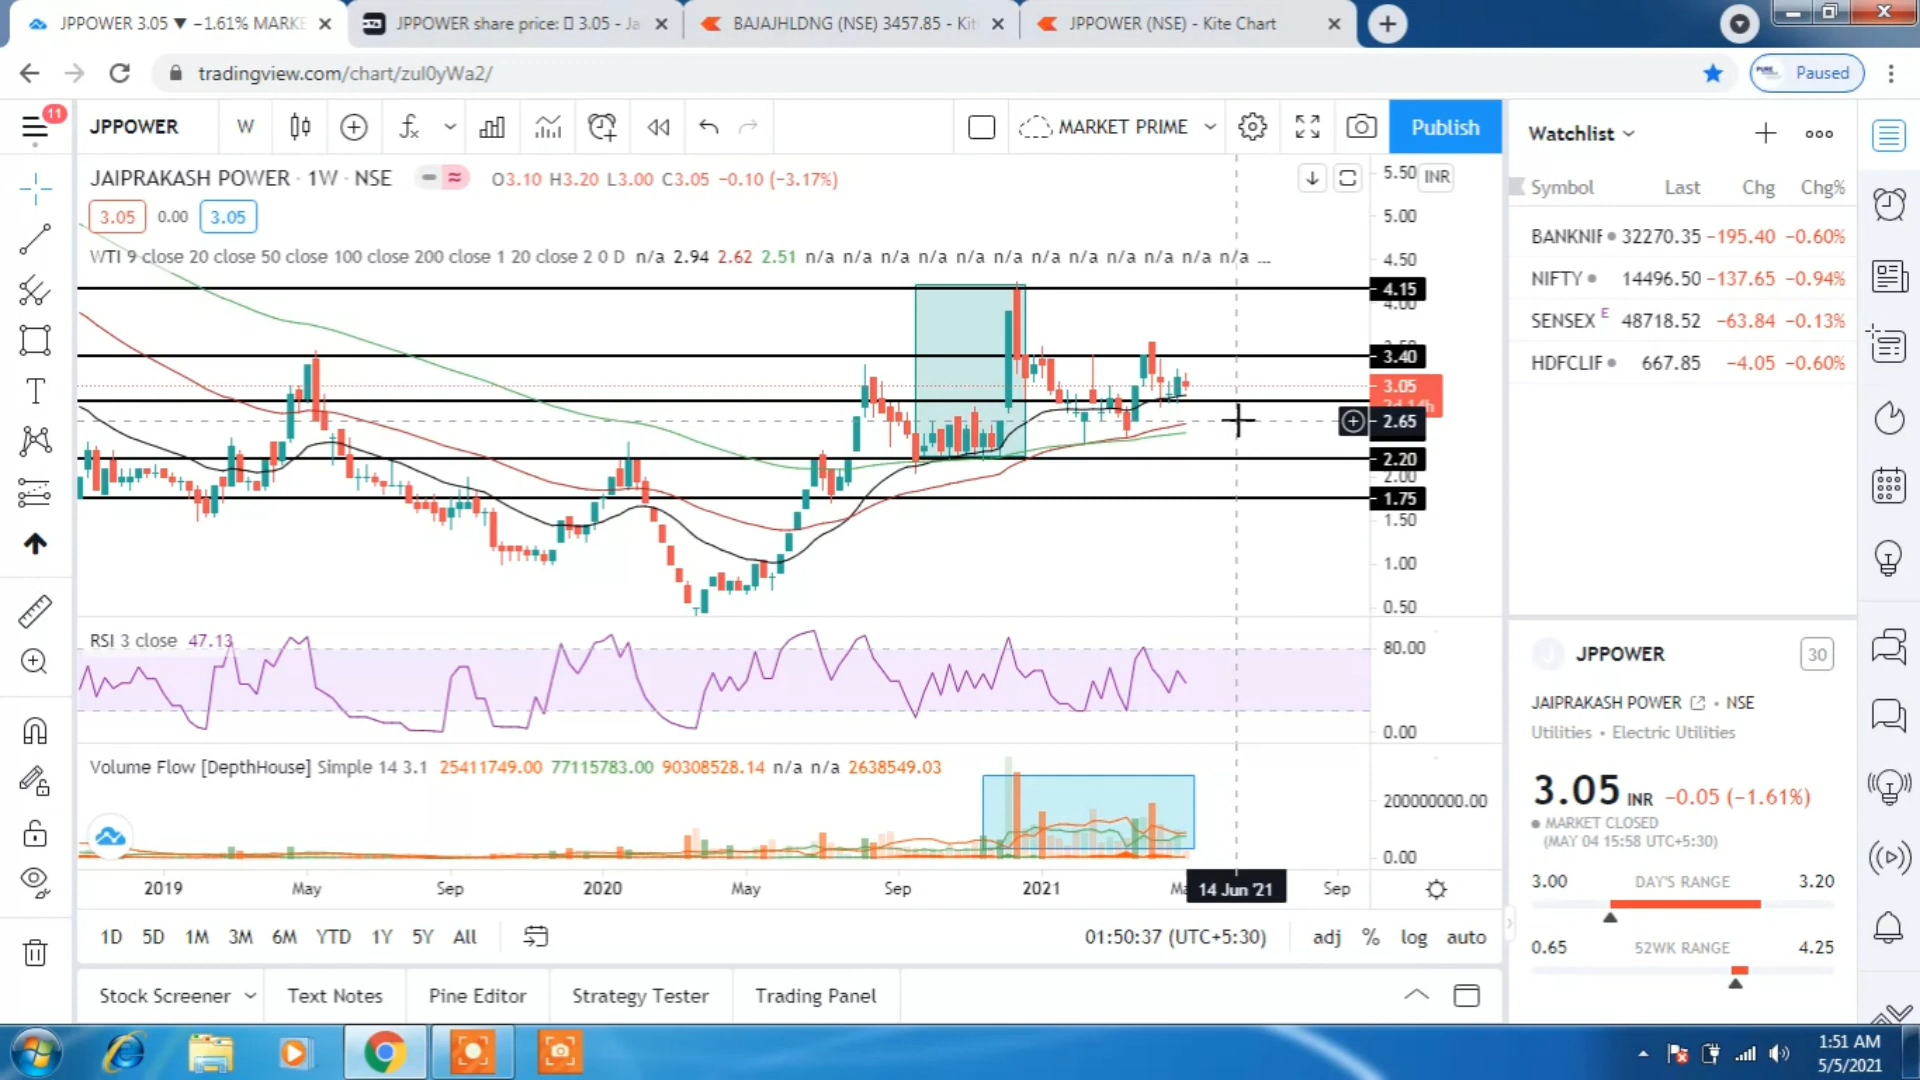 JPPOWER 3.05 ▼ −1.61% MARKE
JPPOWER share price: 3.05 - Ja
BAJAJHLDNG (NSE) 3457.85 - Kit
JPPOWER (NSE) - Kite Chart
tradingview.com/chart/zul0yWa2/
Paused
11
JPPOWER
W
MARKET PRIME
Publish
JAIPRAKASH POWER · 1W · NSE
O3.10 H3.20 L3.00 C3.05 −0.10 (−3.17%)
INR
3.05 0.00 3.05
WTI 9 close 20 close 50 close 100 close 200 close 1 20 close 2 0 D n/a 2.94 2.62 2.51 n/a n/a n/a n/a n/a n/a n/a n/a n/a n/a n/a n/a ...
5.50
5.00
4.50
4.15
4.00
3.40
3.05
2d 14h
2.65
2.20
2.00
1.75
1.50
1.00
0.50
RSI 3 close 47.13
80.00
0.00
Volume Flow [DepthHouse] Simple 14 3.1 25411749.00 77115783.00 90308528.14 n/a n/a 2638549.03
200000000.00
0.00
2019 May Sep 2020 May Sep 2021 14 Jun '21 Sep
1D 5D 1M 3M 6M YTD 1Y 5Y All
01:50:37 (UTC+5:30)
adj % log auto
Stock Screener Text Notes Pine Editor Strategy Tester Trading Panel
Watchlist
Symbol Last Chg Chg%
BANKNIF 32270.35 −195.40 −0.60%
NIFTY 14496.50 −137.65 −0.94%
SENSEX E 48718.52 −63.84 −0.13%
HDFCLIF 667.85 −4.05 −0.60%
J JPPOWER 30
JAIPRAKASH POWER • NSE
Utilities • Electric Utilities
3.05 INR −0.05 (−1.61%)
MARKET CLOSED
(MAY 04 15:58 UTC+5:30)
3.00 DAY'S RANGE 3.20
0.65 52WK RANGE 4.25
1:51 AM
5/5/2021